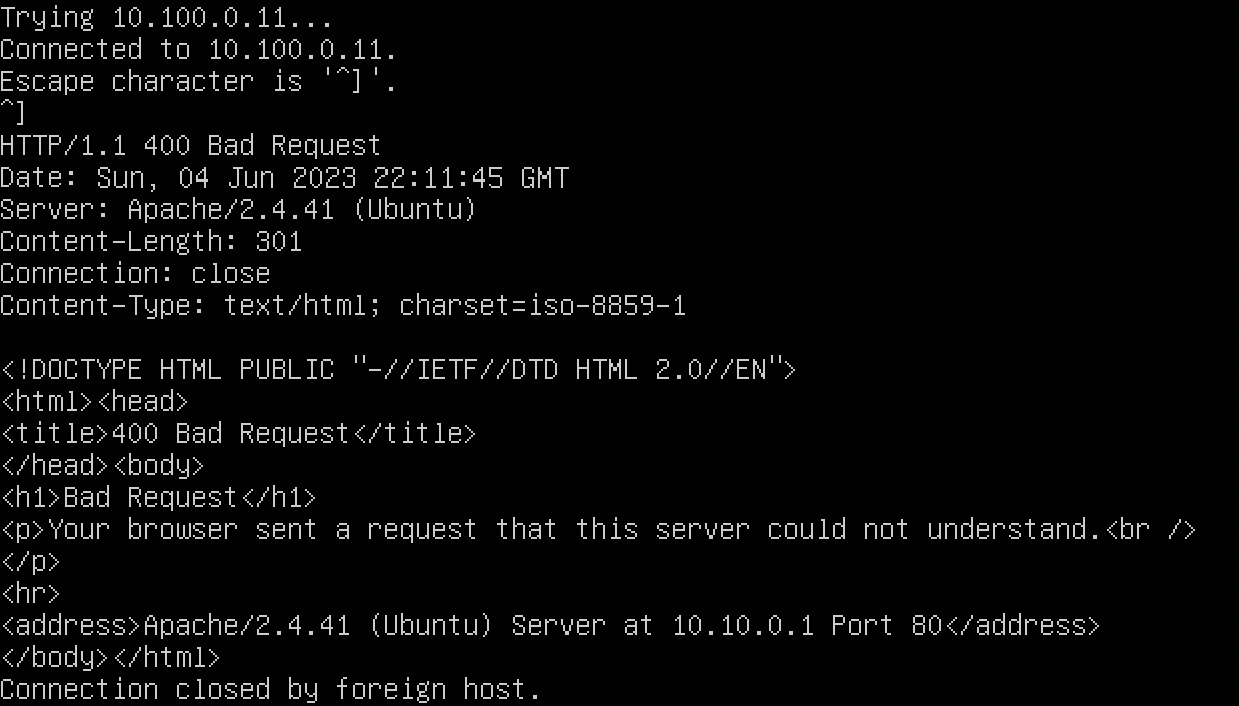 Trying 10.100.0.11...
Connected to 10.100.0.11.
Escape character is '^]'.
^]
HTTP/1.1 400 Bad Request
Date: Sun, 04 Jun 2023 22:11:45 GMT
Server: Apache/2.4.41 (Ubuntu)
Content-Length: 301
Connection: close
Content-Type: text/html; charset=iso-8859-1

<!DOCTYPE HTML PUBLIC "-//IETF//DTD HTML 2.0//EN">
<html><head>
<title>400 Bad Request</title>
</head><body>
<h1>Bad Request</h1>
<p>Your browser sent a request that this server could not understand.<br />
</p>
<hr>
<address>Apache/2.4.41 (Ubuntu) Server at 10.10.0.1 Port 80</address>
</body></html>
Connection closed by foreign host.